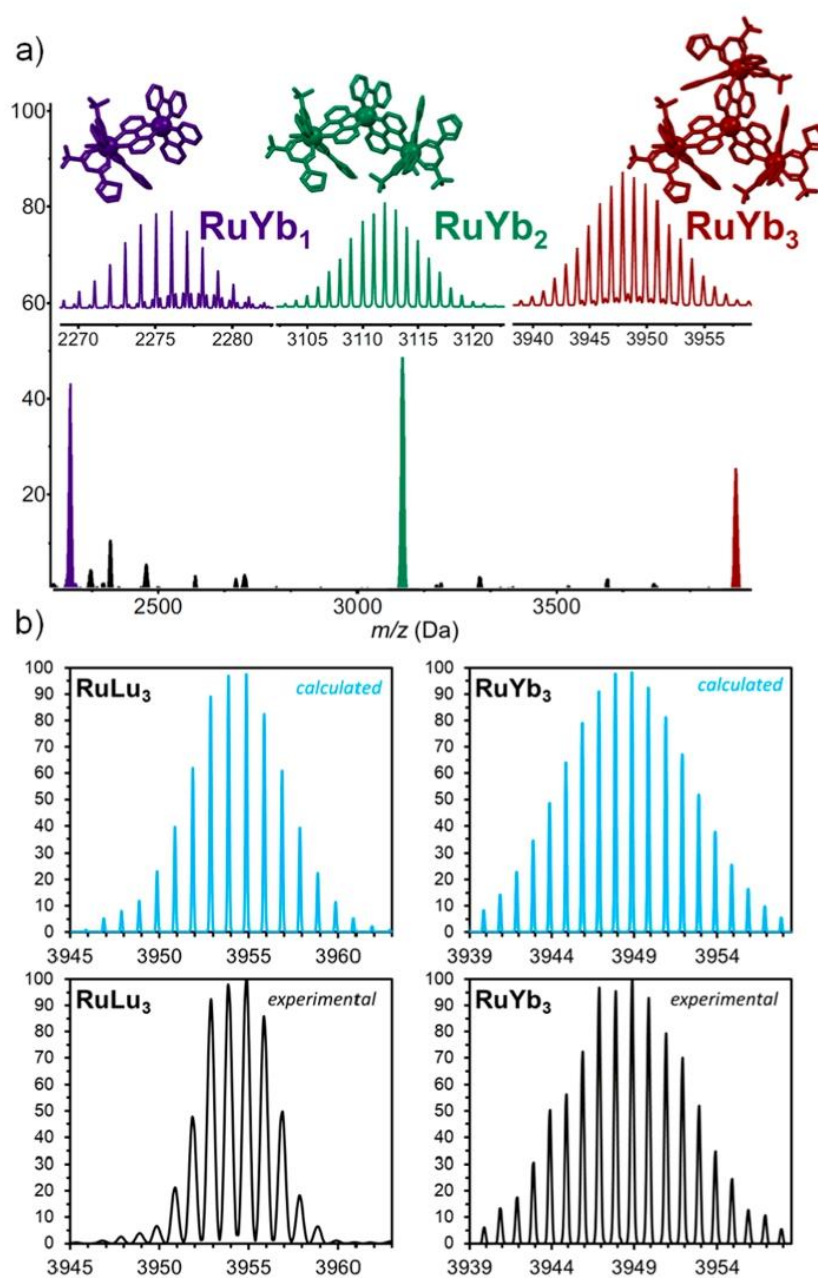 a)
100
80
60
40
20
RuYb₁
RuYb₂
RuYb₃
2270 2275 2280
3105 3110 3115 3120
3940 3945 3950 3955
2500 3000 3500
m/z (Da)
b)
RuLu₃ calculated
100
90
80
70
60
50
40
30
20
10
0
3945 3950 3955 3960
RuYb₃ calculated
100
90
80
70
60
50
40
30
20
10
0
3939 3944 3949 3954
RuLu₃ experimental
100
90
80
70
60
50
40
30
20
10
0
3945 3950 3955 3960
RuYb₃ experimental
100
90
80
70
60
50
40
30
20
10
0
3939 3944 3949 3954